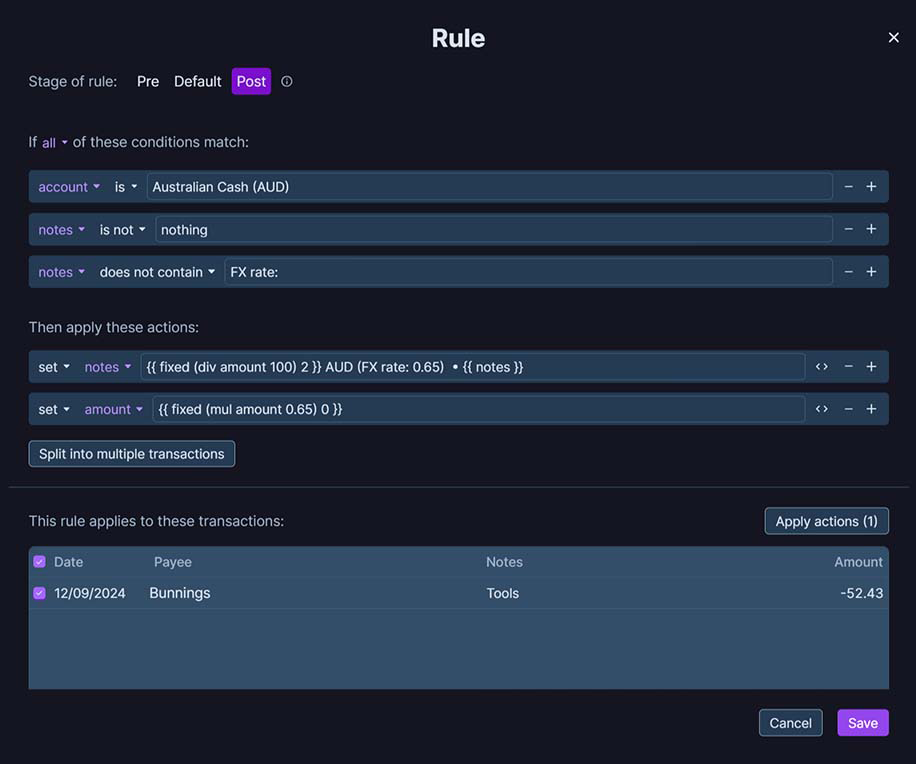 Rule
Stage of rule: Pre Default Post
If all of these conditions match:
account is Australian Cash (AUD)
notes is not nothing
notes does not contain FX rate:
Then apply these actions:
set notes {{ fixed (div amount 100) 2 }} AUD (FX rate: 0.65) • {{ notes }}
set amount {{ fixed (mul amount 0.65) 0 }}
Split into multiple transactions
This rule applies to these transactions: Apply actions (1)
Date Payee Notes Amount
12/09/2024 Bunnings Tools -52.43
Cancel Save